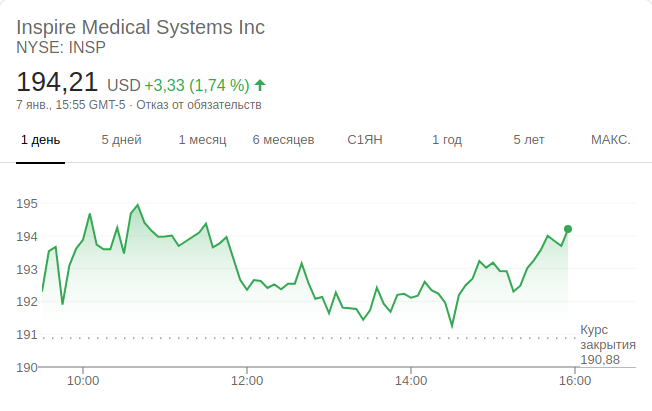 Inspire Medical Systems Inc
NYSE: INSP
194,21 USD +3,33 (1,74 %)
7 янв., 15:55 GMT-5 · Отказ от обязательств
1 день 5 дней 1 месяц 6 месяцев С1ЯН 1 год 5 лет МАКС.
195
194
193
192
191
Курс
закрытия
190,88
190
10:00 12:00 14:00 16:00